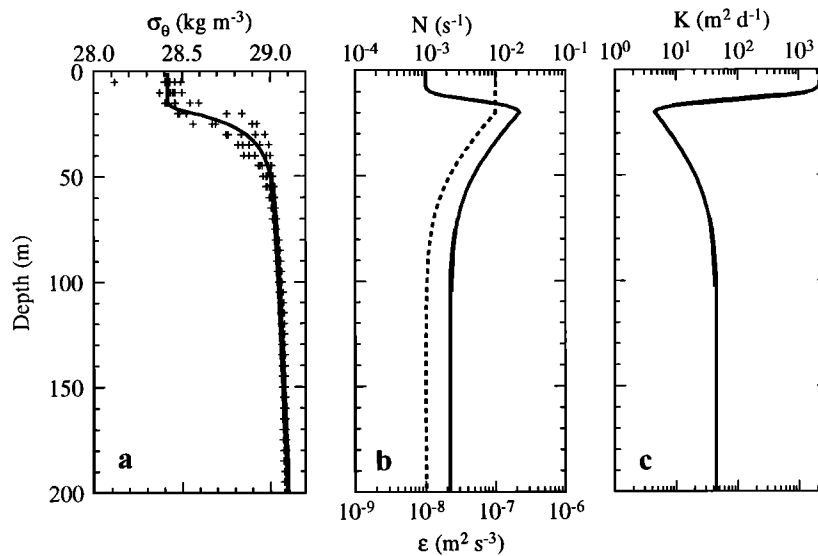 σθ (kg m-3)
N (s-1)
K (m2 d-1)
28.0 28.5 29.0
10-4 10-3 10-2 10-1
100 101 102 103
0
50
100
150
200
Depth (m)
a
b
c
10-9 10-8 10-7 10-6
ε (m2 s-3)